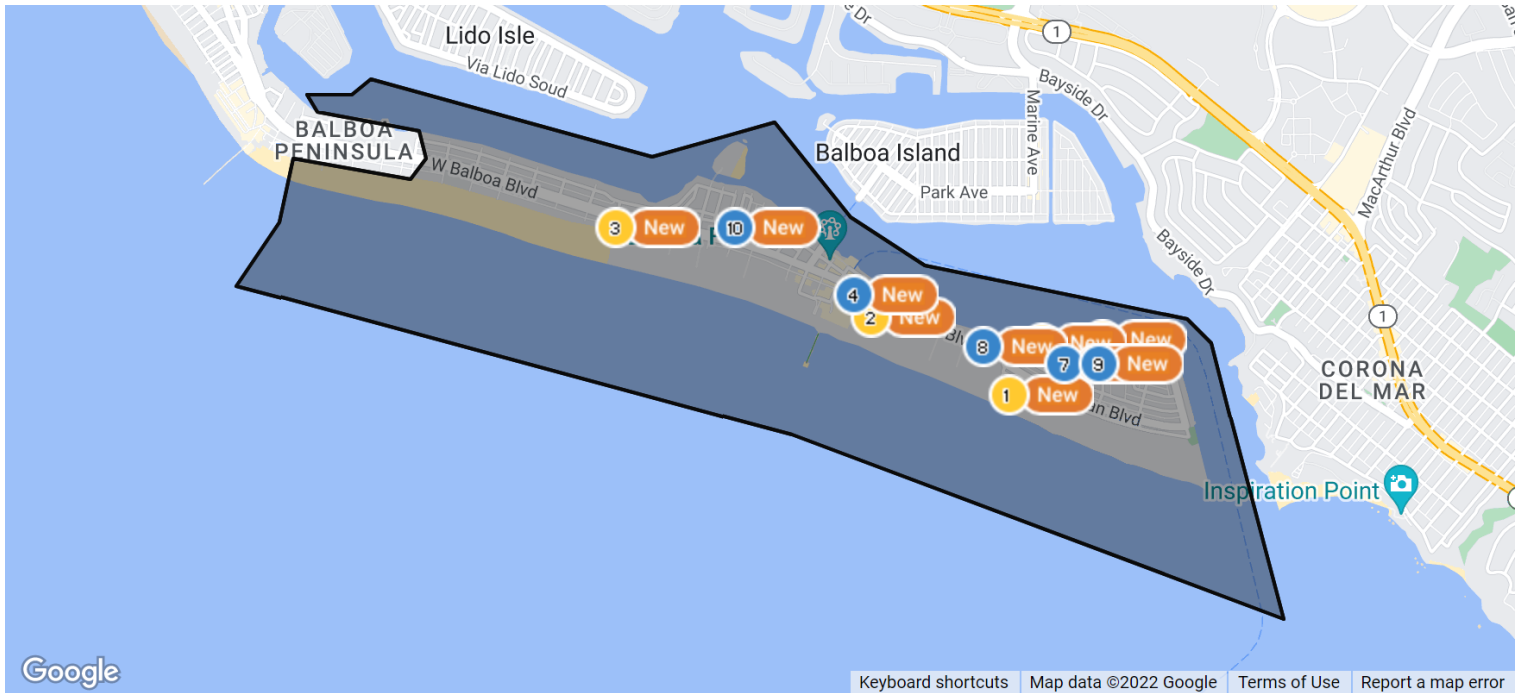 Lido Isle
Via Lido Soud
1
Bayside Dr
BALBOA
PENINSULA
W Balboa Blvd
Balboa Island
Park Ave
Marine Ave
MacArthur Blvd
Bayside Dr
3 New
10 New
4 New
2 New
8 New
New
New
7
9 New
1 New
1
CORONA
DEL MAR
Inspiration Point
Google
Keyboard shortcuts
Map data ©2022 Google
Terms of Use
Report a map error